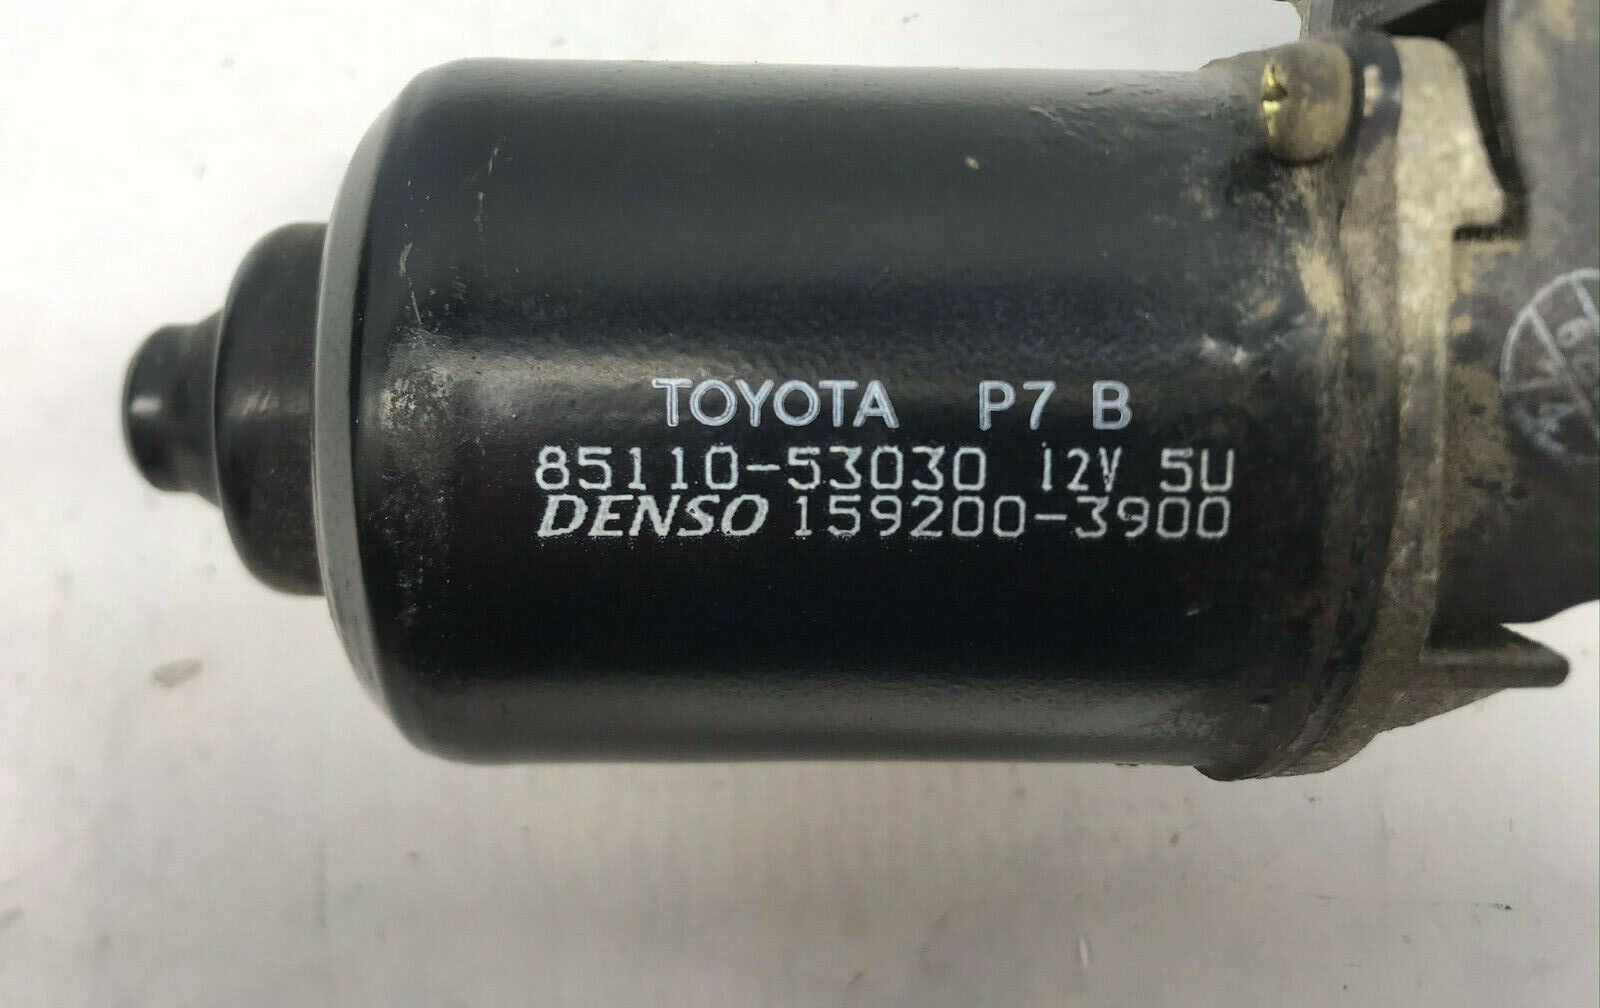 TOYOTA P7 B
85110-53030 12V 5U
DENSO 159200-3900